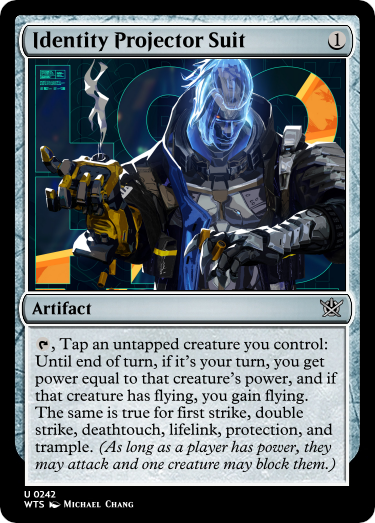 Identity Projector Suit 1
Artifact
, Tap an untapped creature you control:
Until end of turn, if it's your turn, you get
power equal to that creature's power, and if
that creature has flying, you gain flying.
The same is true for first strike, double
strike, deathtouch, lifelink, protection, and
trample. (As long as a player has power, they
may attack and one creature may block them.)
U 0242
WTS Michael Chang